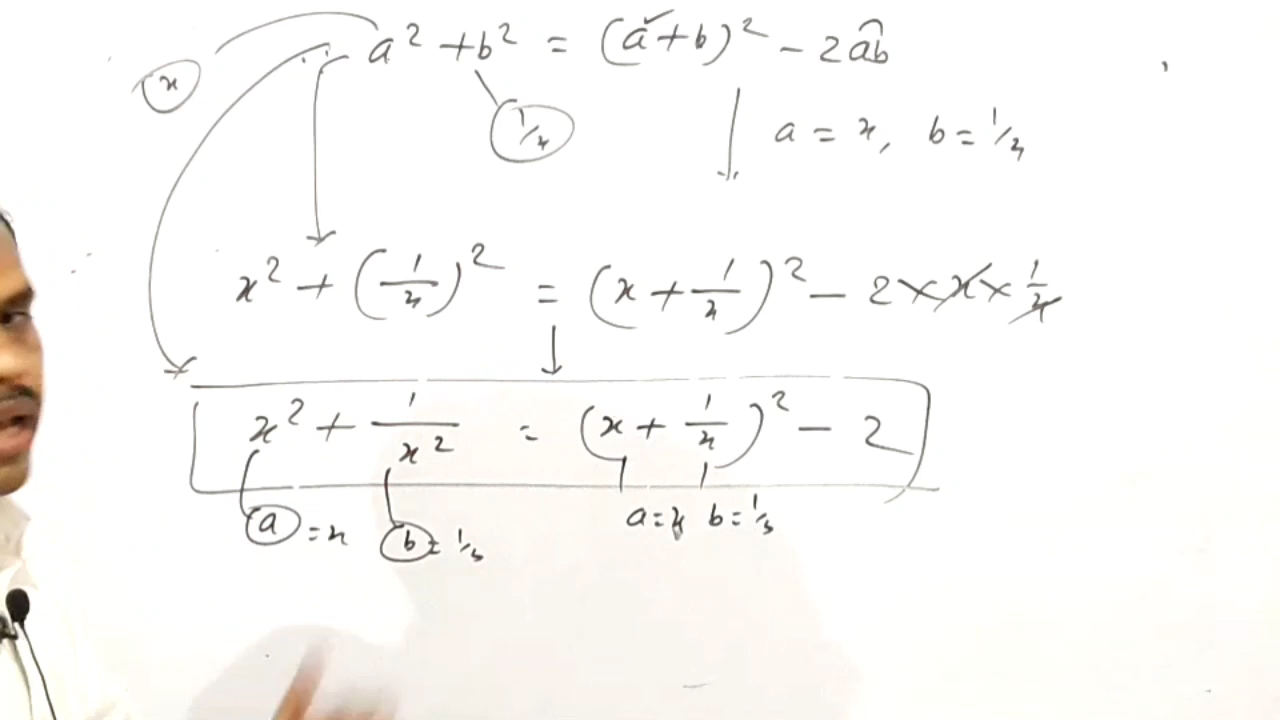 a² + b² = (a + b)² - 2ab
x
1/x
a = x, b = 1/x
x² + (1/x)² = (x + 1/x)² - 2 × x × 1/x
x² + 1/x² = (x + 1/x)² - 2
a = x b = 1/x a = x b = 1/x